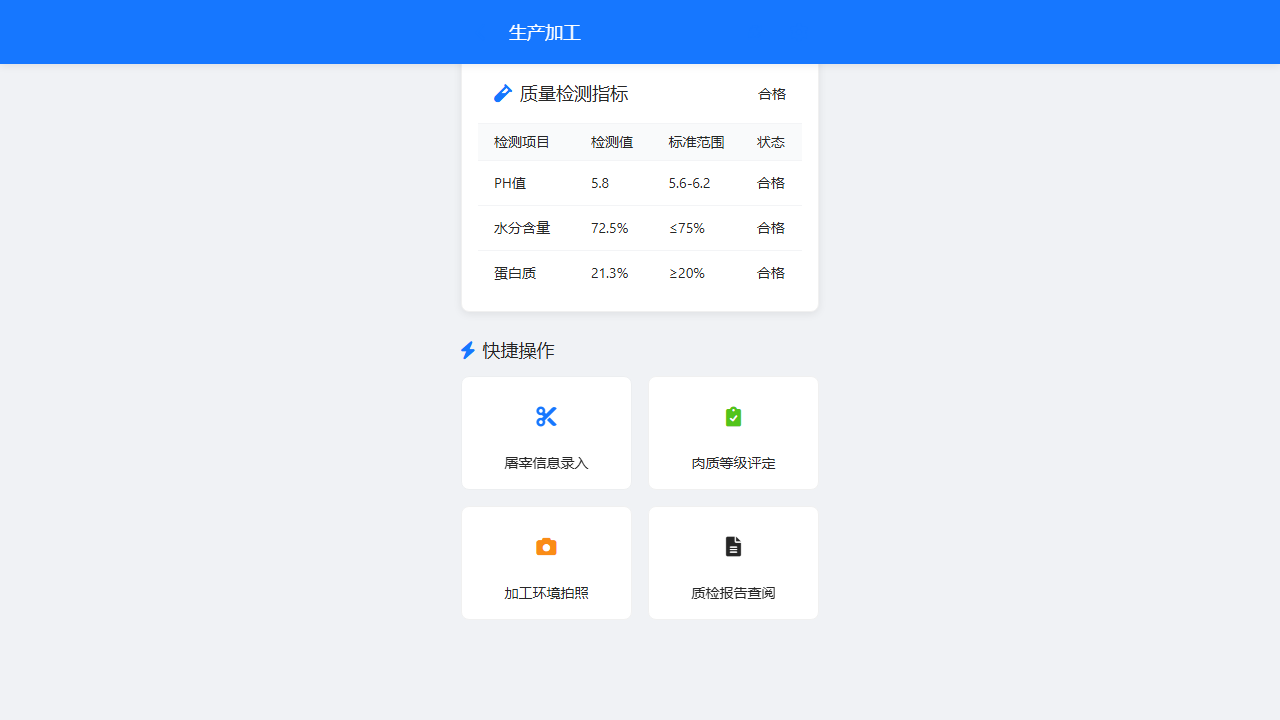 生产加工
质量检测指标 合格
检测项目 检测值 标准范围 状态
PH值 5.8 5.6-6.2 合格
水分含量 72.5% ≤75% 合格
蛋白质 21.3% ≥20% 合格
快捷操作
屠宰信息录入 肉质等级评定
加工环境拍照 质检报告查阅